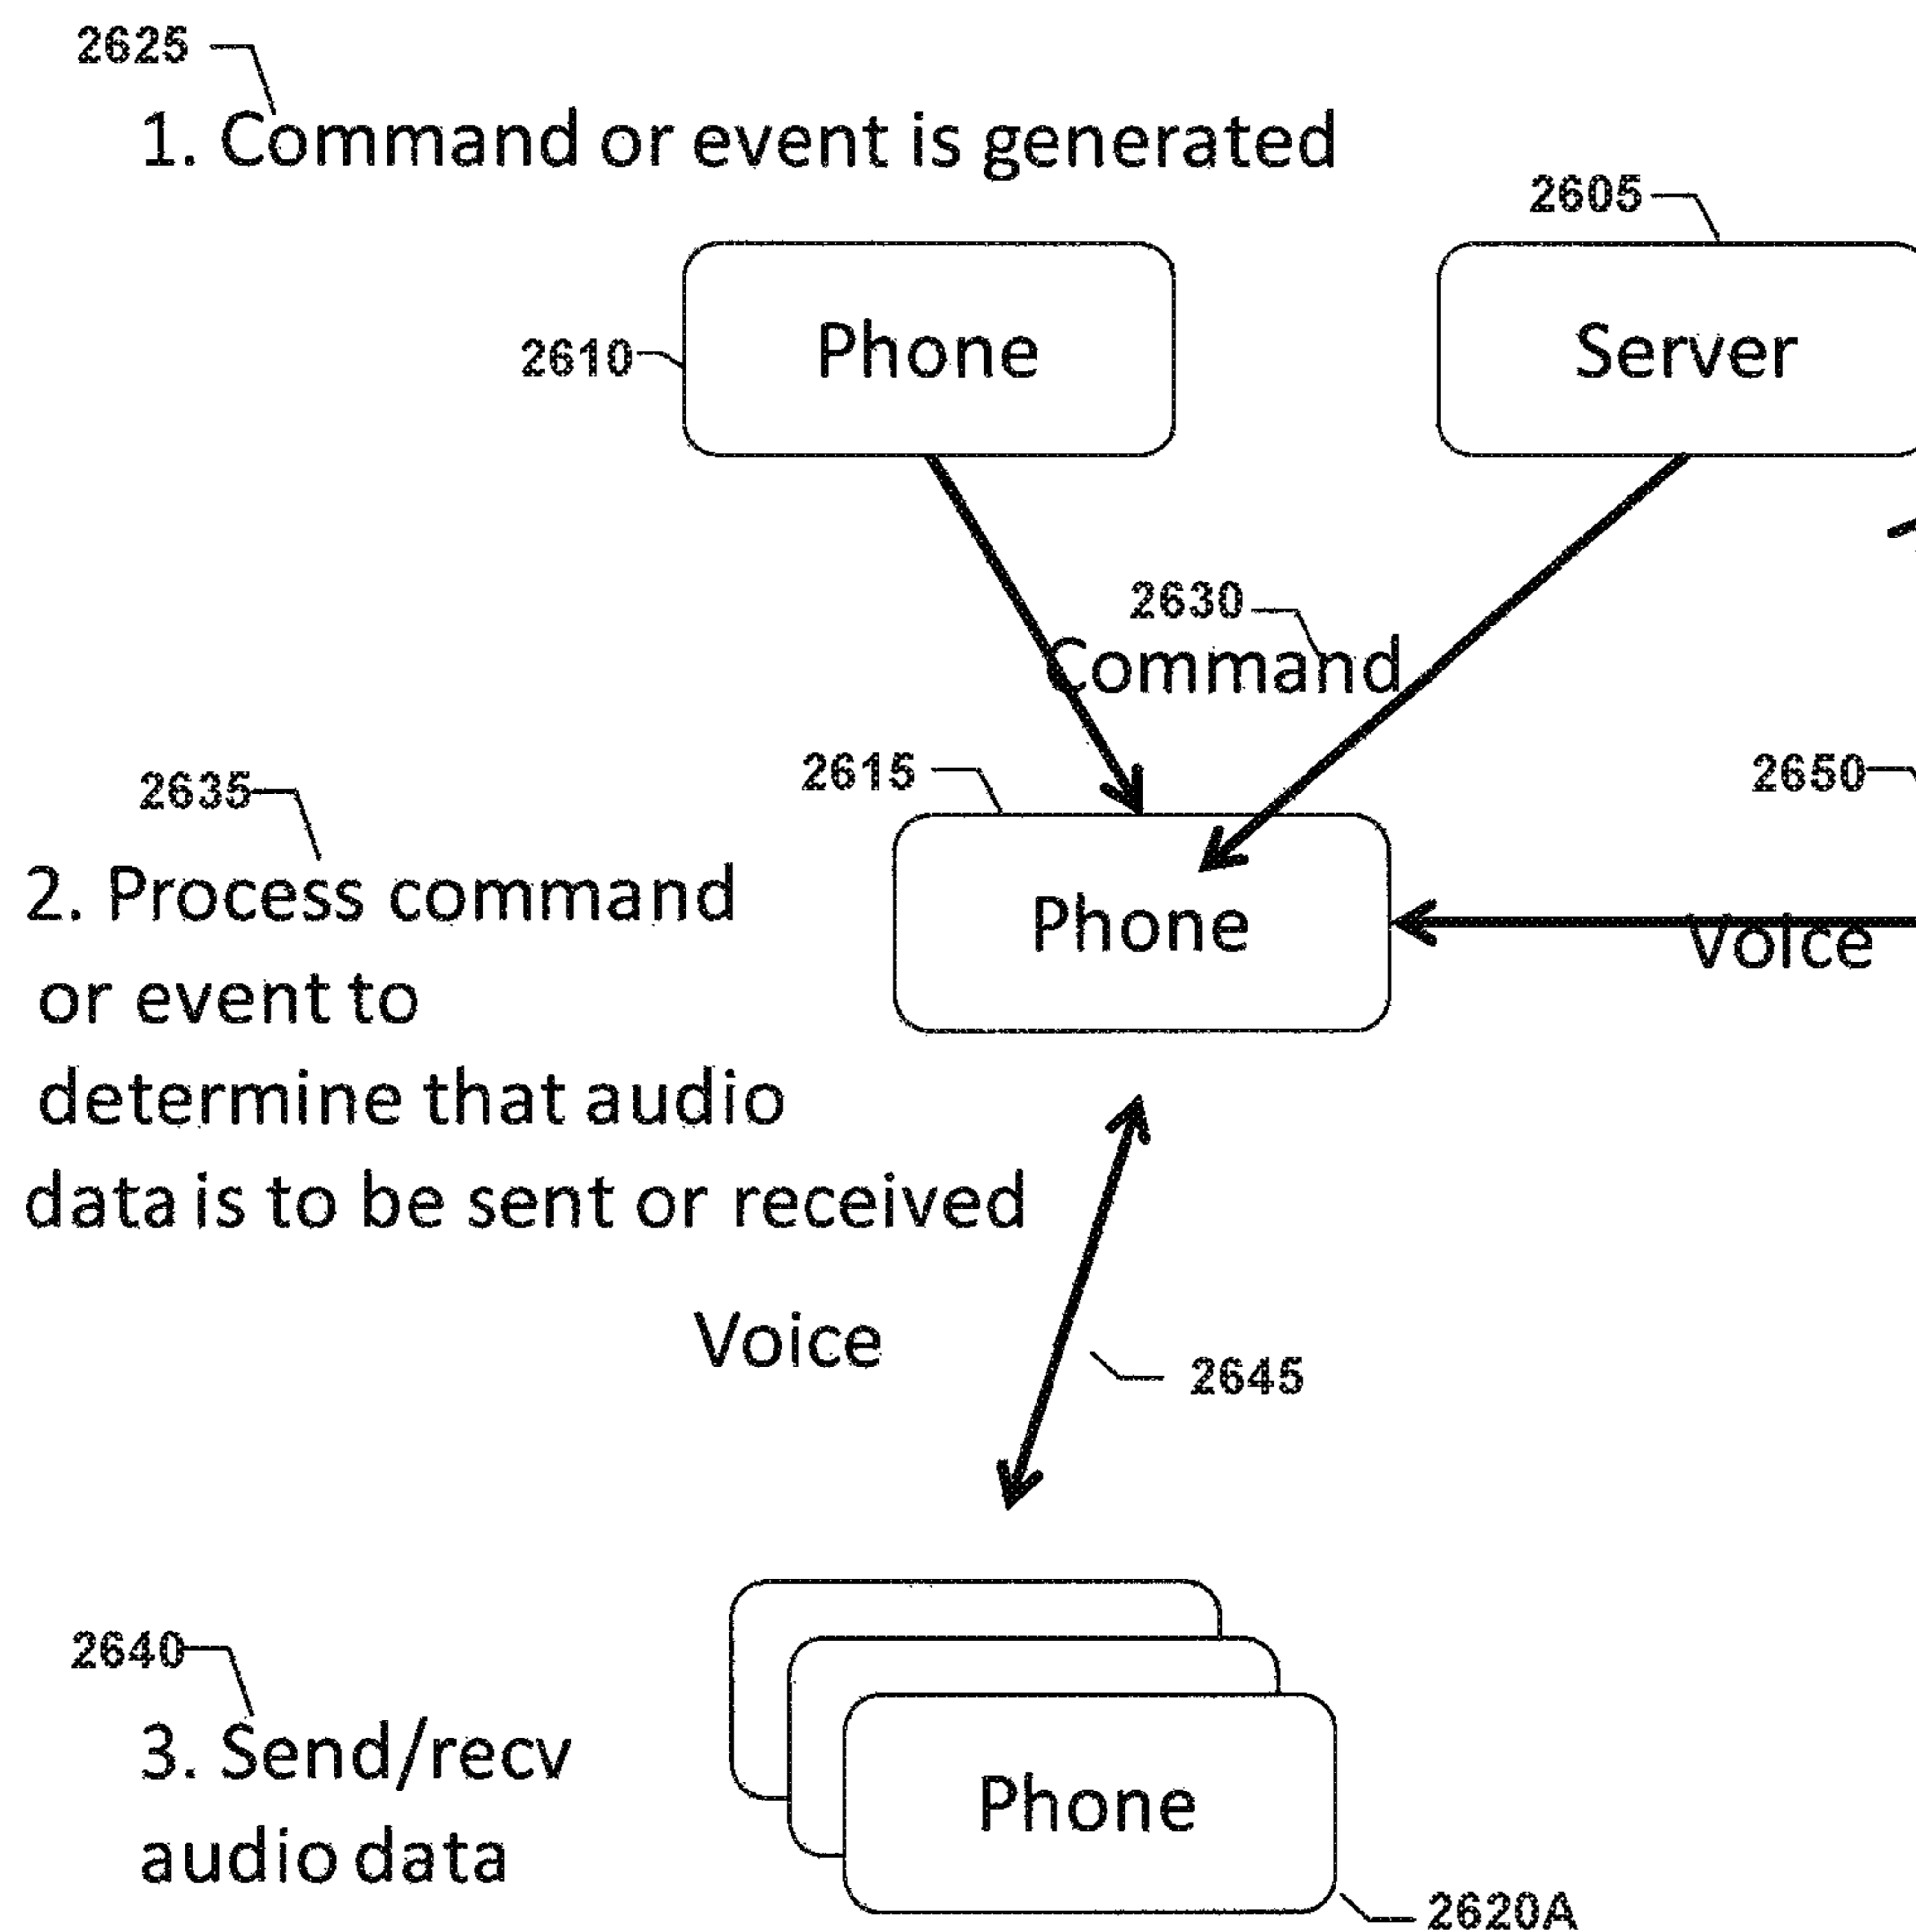 2625
1. Command or event is generated
2605
2610
Phone
Server
2630
Command
2615
2650
2635
2. Process command
or event to
determine that audio
data is to be sent or received
Phone
Voice
Voice
2645
2640
3. Send/recv
audio data
Phone
2620A